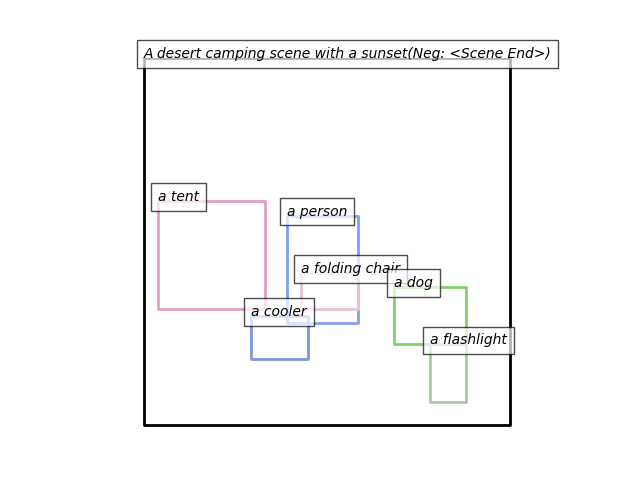 A desert camping scene with a sunset(Neg: <Scene End>)
a tent
a person
a folding chair
a dog
a cooler
a flashlight